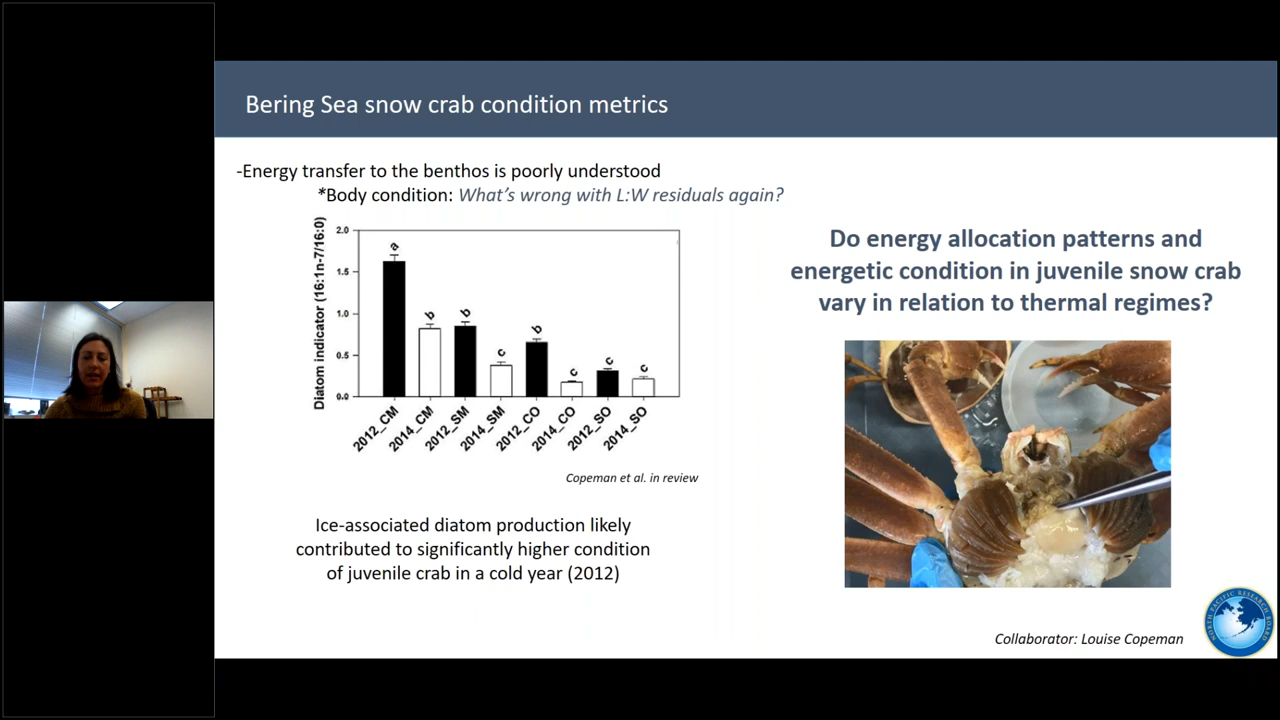 Bering Sea snow crab condition metrics
-Energy transfer to the benthos is poorly understood
*Body condition: What's wrong with L:W residuals again?
Diatom indicator (16:1n-7/16:0)
2.0
1.5
1.0
0.5
0.0
a
b
b
c
b
c
c
c
2012_CM
2014_CM
2012_SM
2014_SM
2012_CO
2014_CO
2012_SO
2014_SO
Copeman et al. in review
Ice-associated diatom production likely
contributed to significantly higher condition
of juvenile crab in a cold year (2012)
Do energy allocation patterns and
energetic condition in juvenile snow crab
vary in relation to thermal regimes?
Collaborator: Louise Copeman
NORTH PACIFIC RESEARCH BOARD